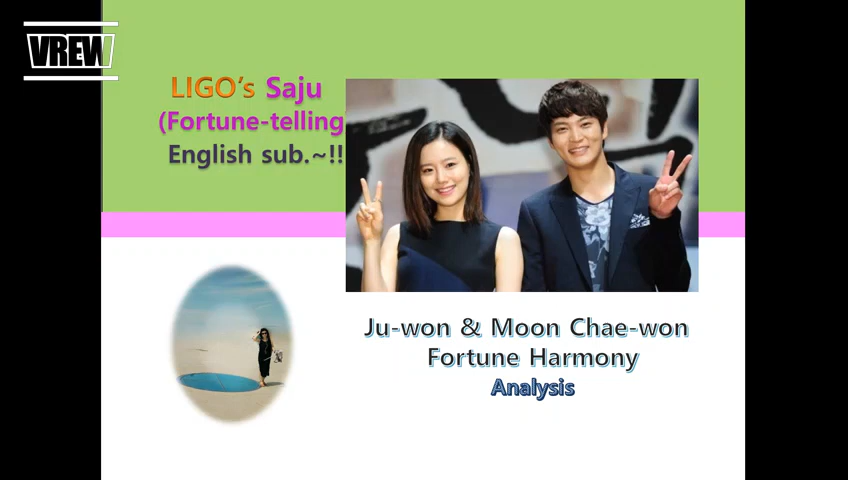 VREW
LIGO's Saju
(Fortune-telling
English sub.~!!
Ju-won & Moon Chae-won
Fortune Harmony
Analysis